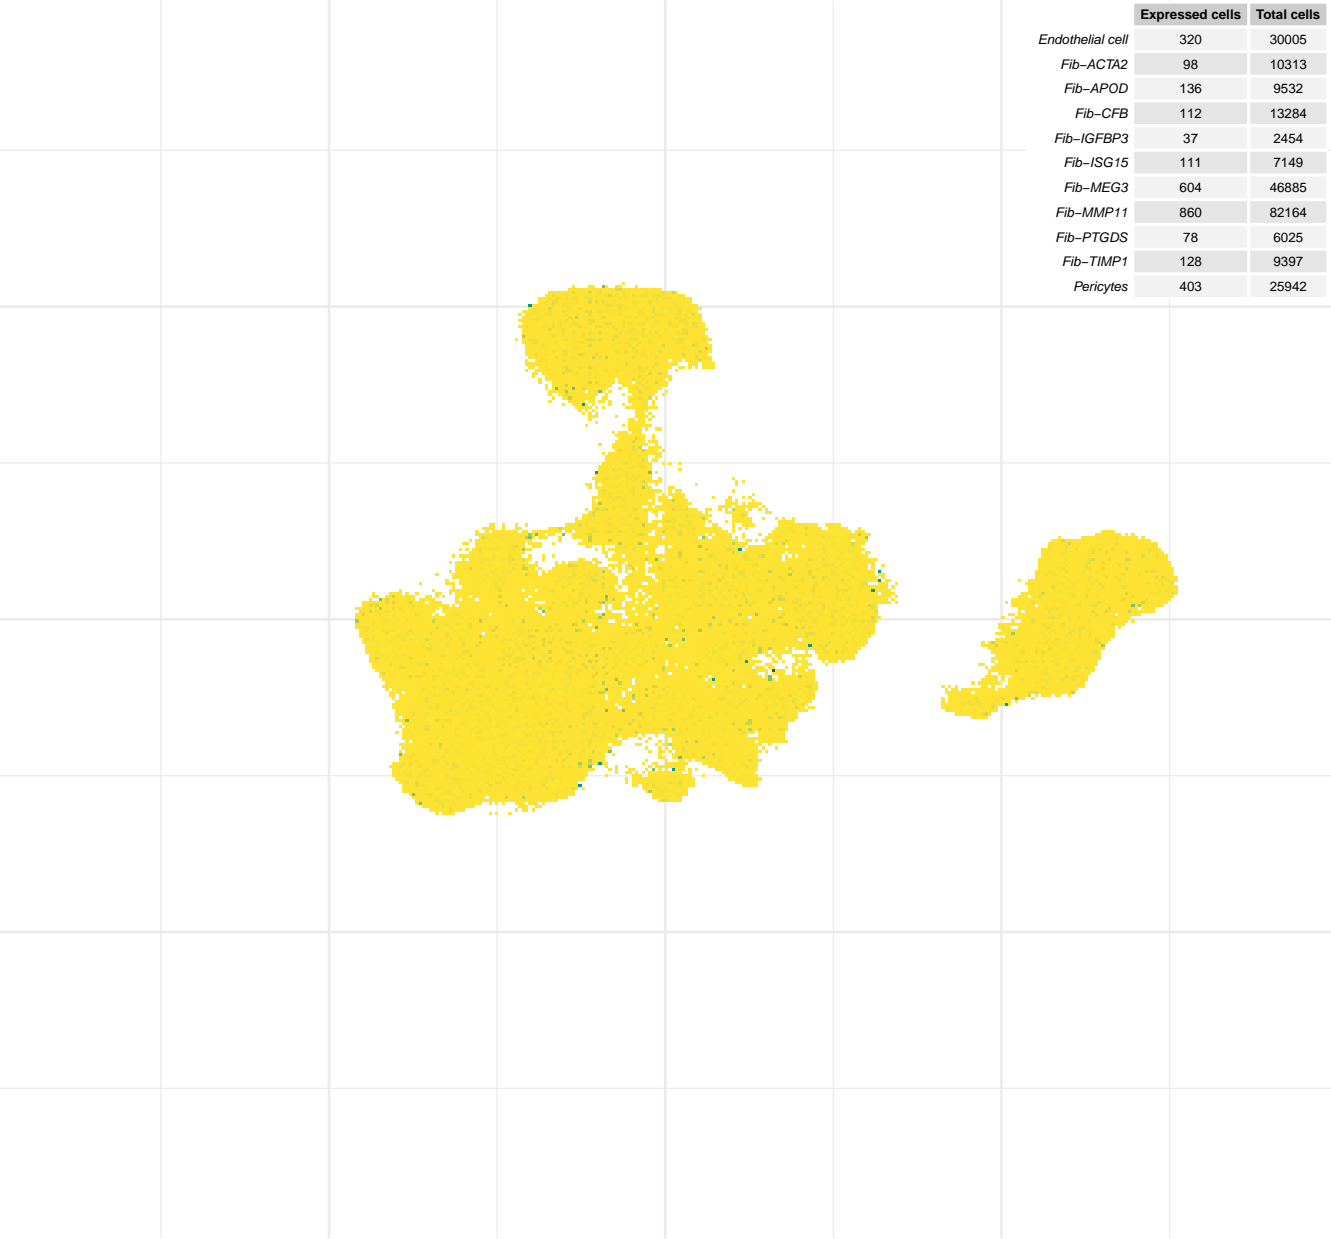 Expressed cells Total cells
Endothelial cell 320 30005
Fib−ACTA2 98 10313
Fib−APOD 136 9532
Fib−CFB 112 13284
Fib−IGFBP3 37 2454
Fib−ISG15 111 7149
Fib−MEG3 604 46885
Fib−MMP11 860 82164
Fib−PTGDS 78 6025
Fib−TIMP1 128 9397
Pericytes 403 25942